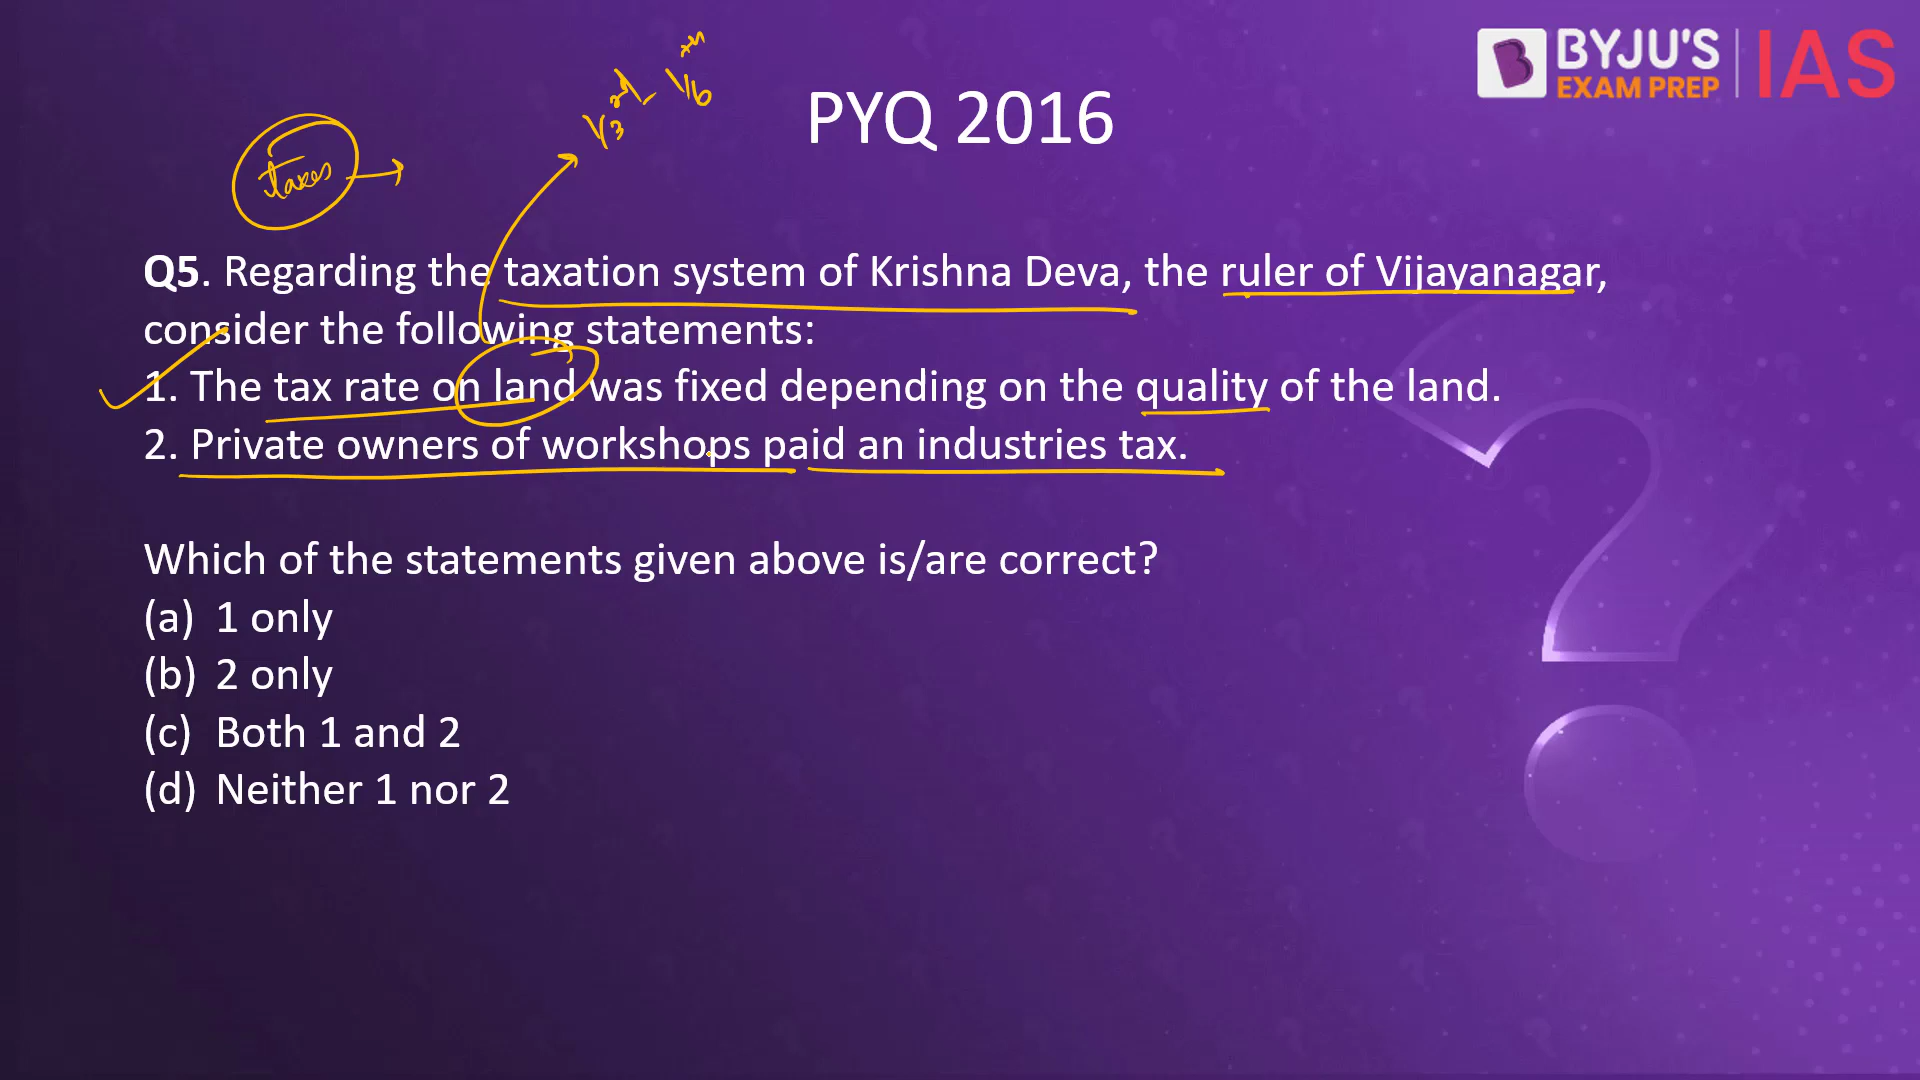 BYJU'S
EXAM PREP
IAS
PYQ 2016
1/3rd - 1/6th
taxes
Q5. Regarding the taxation system of Krishna Deva, the ruler of Vijayanagar,
consider the following statements:
1. The tax rate on land was fixed depending on the quality of the land.
2. Private owners of workshops paid an industries tax.
Which of the statements given above is/are correct?
(a) 1 only
(b) 2 only
(c) Both 1 and 2
(d) Neither 1 nor 2